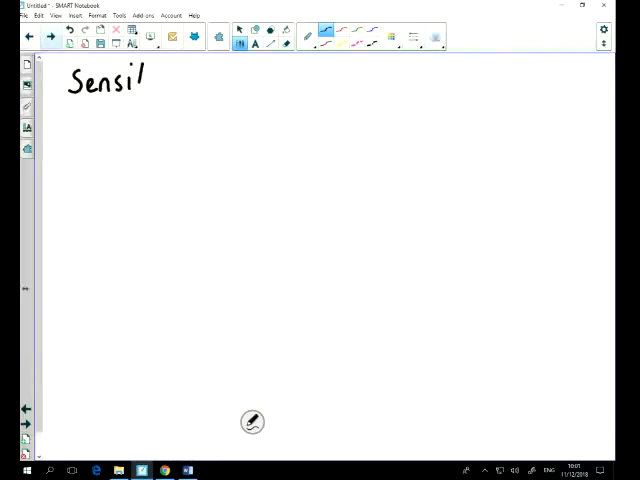 Untitled * - SMART Notebook
File Edit View Insert Format Tools Add-ons Account Help
Sensi
ENG
10:01
11/12/2018